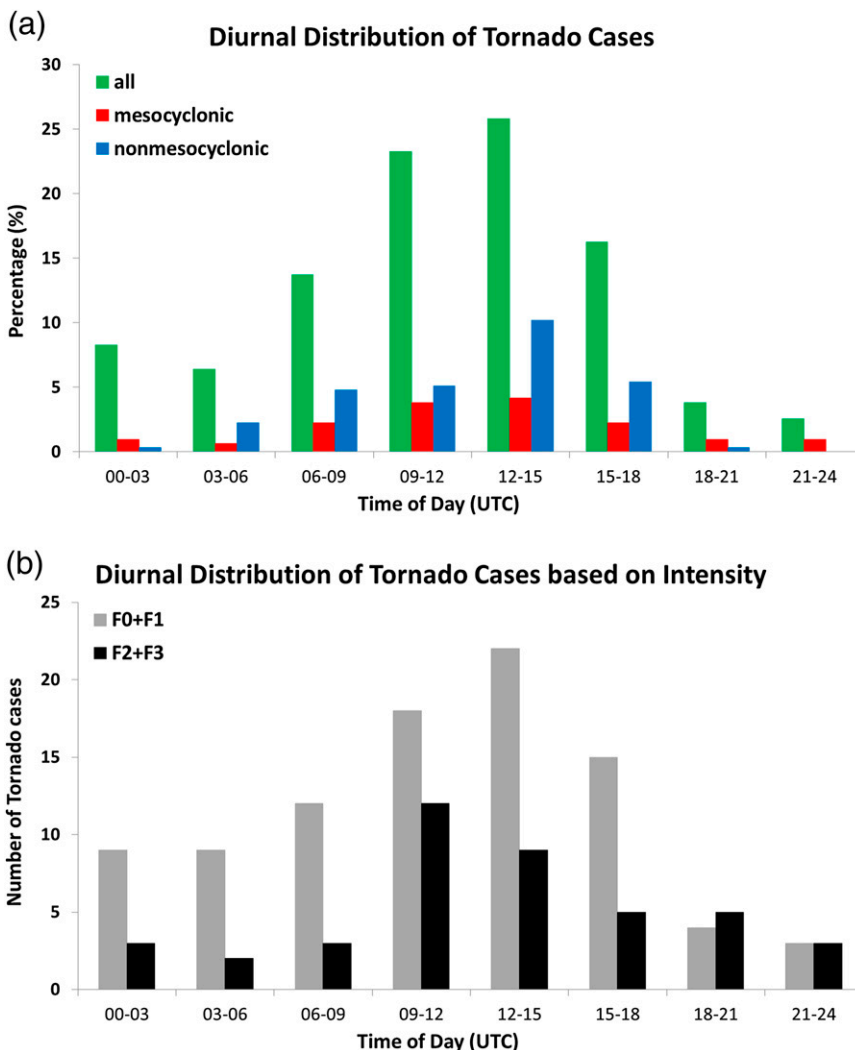 (a)
Diurnal Distribution of Tornado Cases
30
25
20
15
10
5
0
Percentage (%)
all
mesocyclonic
nonmesocyclonic
00-03 03-06 06-09 09-12 12-15 15-18 18-21 21-24
Time of Day (UTC)
(b)
Diurnal Distribution of Tornado Cases based on Intensity
25
20
15
10
5
0
Number of Tornado cases
F0+F1
F2+F3
00-03 03-06 06-09 09-12 12-15 15-18 18-21 21-24
Time of Day (UTC)